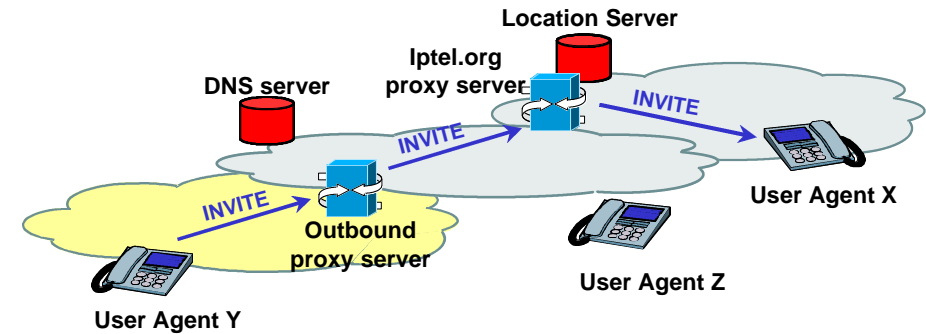 Location Server
Iptel.org
proxy server
DNS server
INVITE
INVITE
INVITE
User Agent X
Outbound
proxy server
User Agent Z
User Agent Y